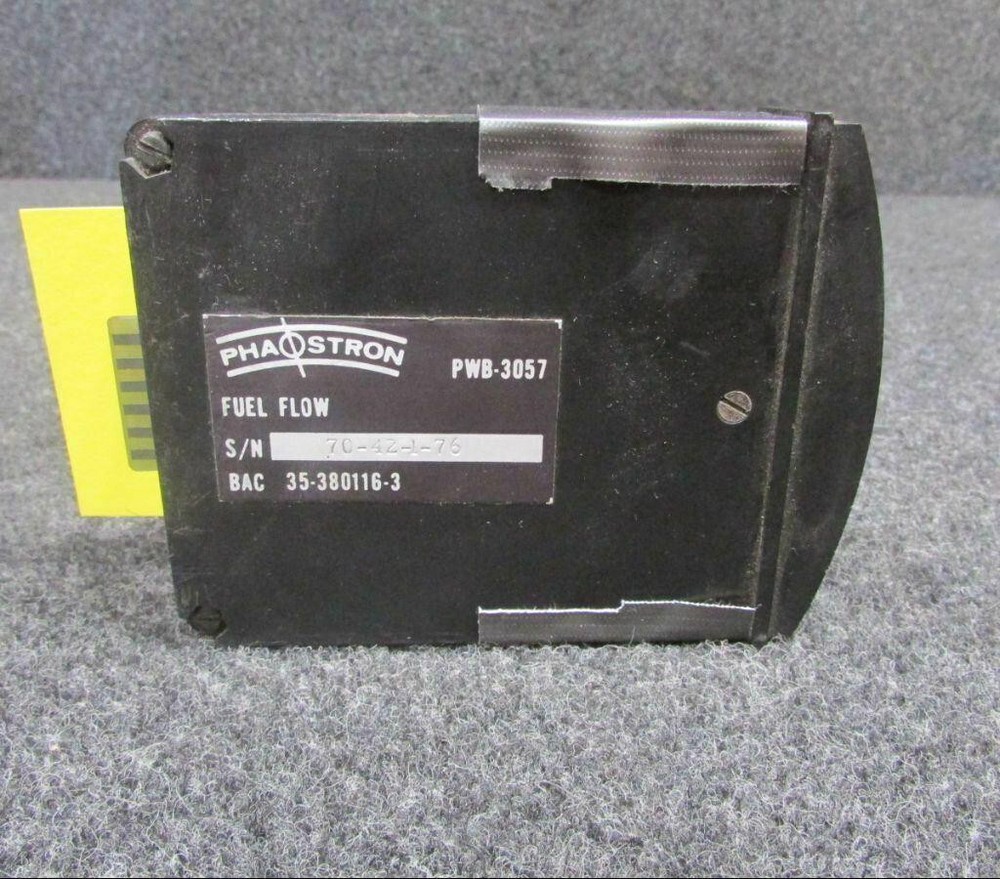 PHAOSTRON
PWB-3057
FUEL FLOW
S/N 70-42-1-76
BAC 35-380116-3